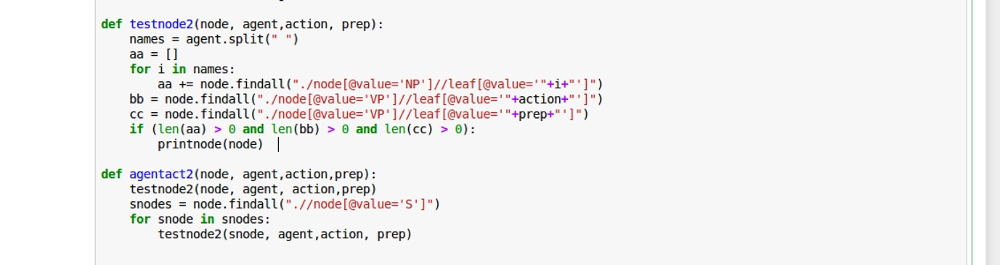 def testnode2(node, agent,action, prep):
    names = agent.split(" ")
    aa = []
    for i in names:
        aa += node.findall("./node[@value='NP']//leaf[@value='"+i+"']")
    bb = node.findall("./node[@value='VP']//leaf[@value='"+action+"']")
    cc = node.findall("./node[@value='VP']//leaf[@value='"+prep+"']")
    if (len(aa) > 0 and len(bb) > 0 and len(cc) > 0):
        printnode(node)
def agentact2(node, agent,action,prep):
    testnode2(node, agent, action,prep)
    snodes = node.findall(".//node[@value='S']")
    for snode in snodes:
        testnode2(snode, agent,action, prep)